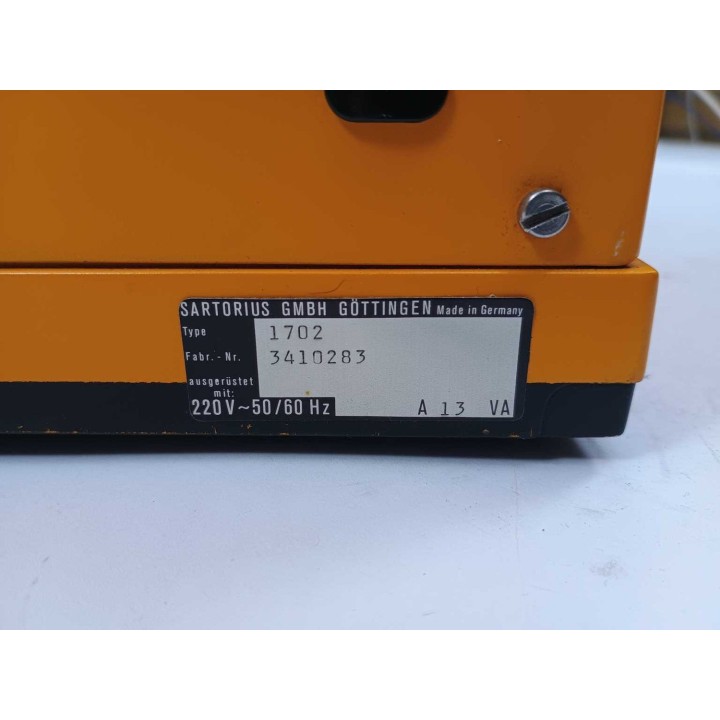 SARTORIUS GMBH GÖTTINGEN Made in Germany
Type 1702
Fabr.-Nr. 3410283
ausgerüstet
mit:
220V~50/60 Hz A 13 VA